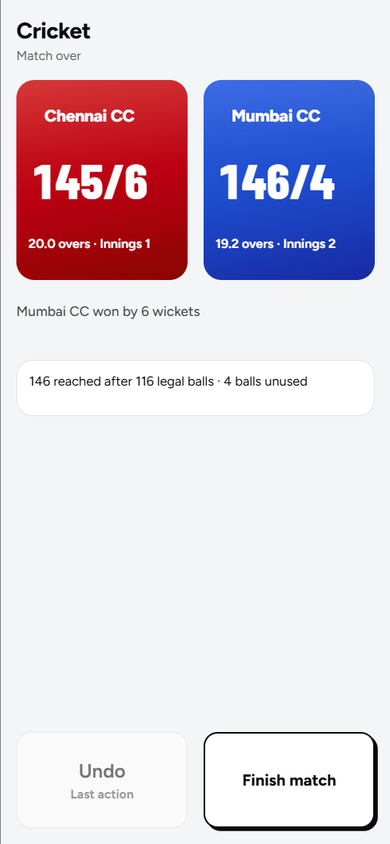 Cricket
Match over
Chennai CC
145/6
20.0 overs · Innings 1
Mumbai CC
146/4
19.2 overs · Innings 2
Mumbai CC won by 6 wickets
146 reached after 116 legal balls · 4 balls unused
Undo
Last action
Finish match